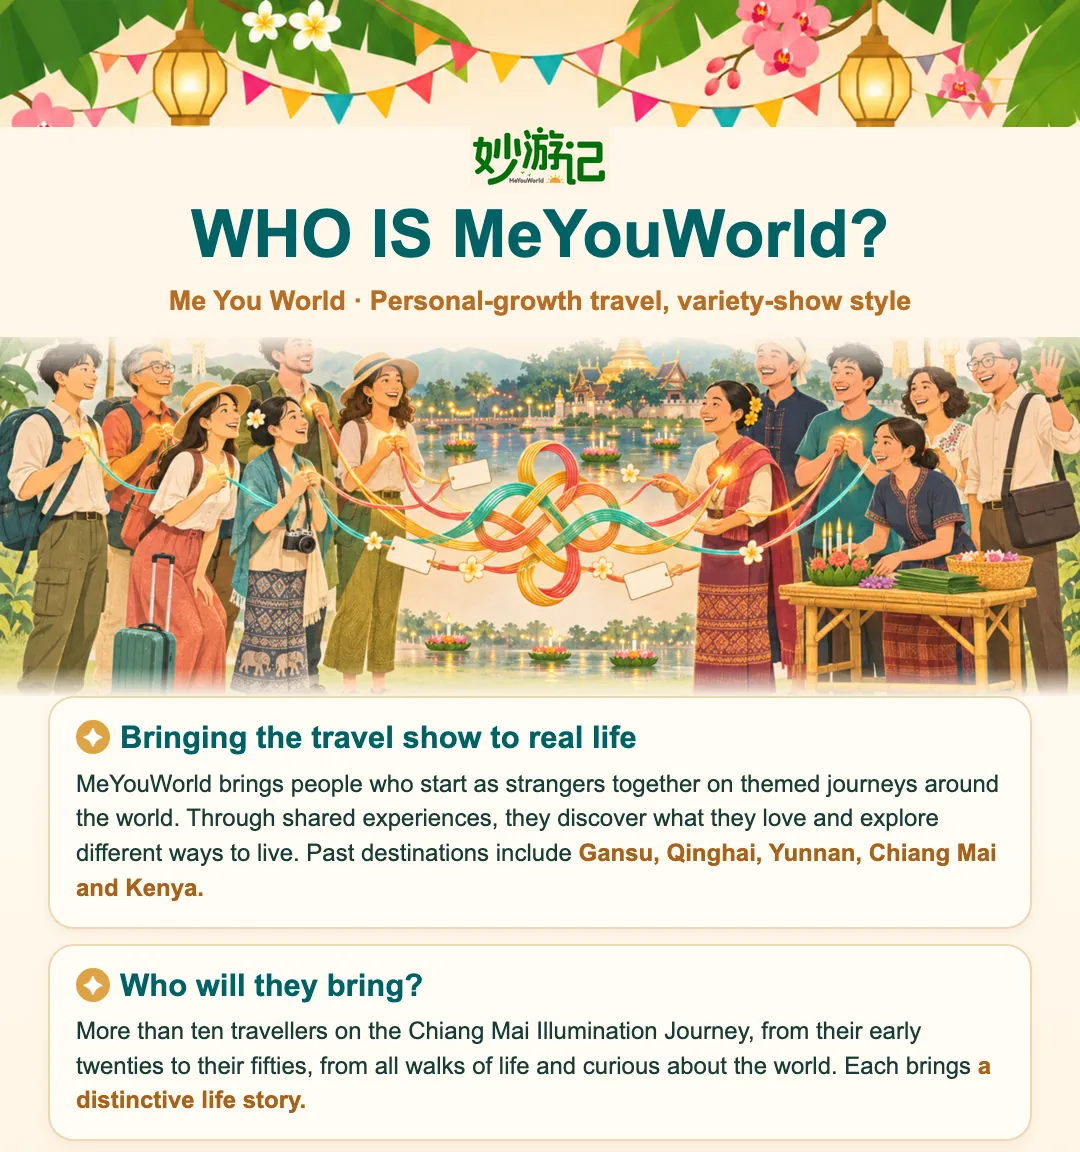 妙游记
MeYouWorld
WHO IS MeYouWorld?
Me You World · Personal-growth travel, variety-show style
Bringing the travel show to real life
MeYouWorld brings people who start as strangers together on themed journeys around
the world. Through shared experiences, they discover what they love and explore
different ways to live. Past destinations include Gansu, Qinghai, Yunnan, Chiang Mai
and Kenya.
Who will they bring?
More than ten travellers on the Chiang Mai Illumination Journey, from their early
twenties to their fifties, from all walks of life and curious about the world. Each brings a
distinctive life story.